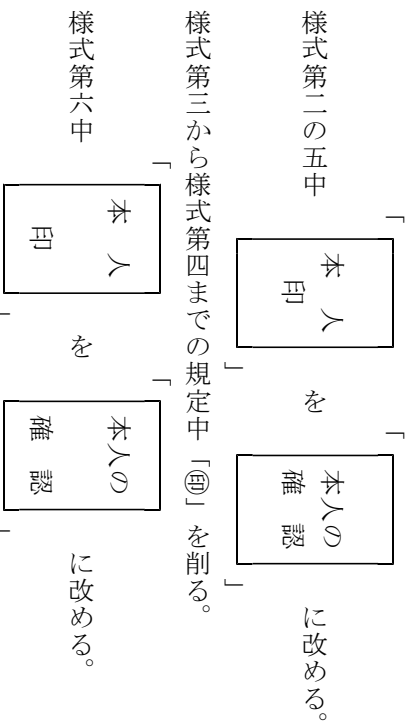 様式第二の五中「本人印」を「本人の確認」に改める。
様式第三から様式第四までの規定中「㊞」を削る。
様式第六中「本人印」を「本人の確認」に改める。